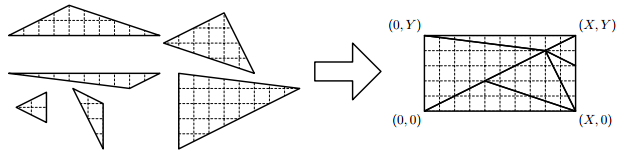 (0, Y) (X, Y)
(0, 0) (X, 0)